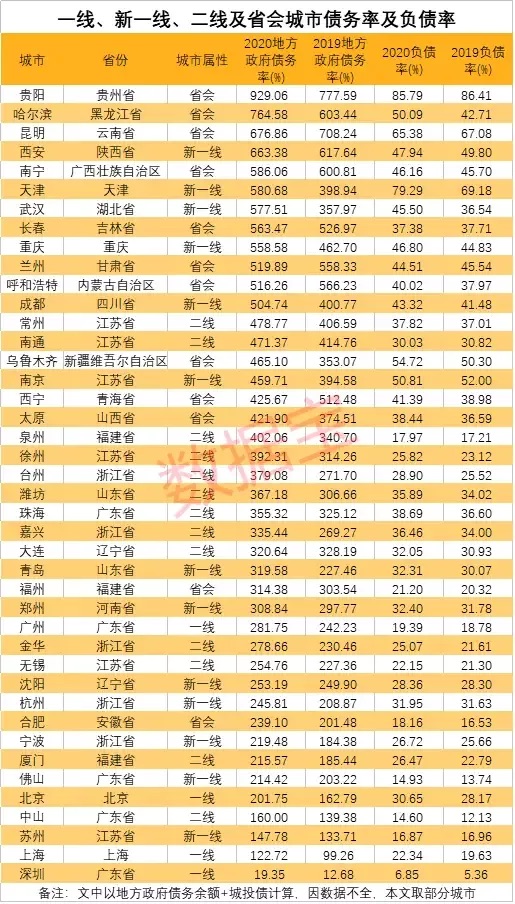 一线、新一线、二线及省会城市债务率及负债率
城市 省份 城市属性 2020地方政府债务率(%) 2019地方政府债务率(%) 2020负债率(%) 2019负债率(%)
贵阳 贵州省 省会 929.06 777.59 85.79 86.41
哈尔滨 黑龙江省 省会 764.58 603.44 50.09 42.71
昆明 云南省 省会 676.86 708.24 65.38 67.08
西安 陕西省 新一线 663.38 617.64 47.94 49.80
南宁 广西壮族自治区 省会 586.06 600.81 46.16 45.70
天津 天津 新一线 580.68 398.94 79.29 69.18
武汉 湖北省 新一线 577.51 357.97 45.50 36.54
长春 吉林省 省会 563.47 526.97 37.38 37.71
重庆 重庆 新一线 558.58 462.70 46.80 44.83
兰州 甘肃省 省会 519.89 558.33 44.51 45.54
呼和浩特 内蒙古自治区 省会 516.26 566.23 40.02 37.97
成都 四川省 新一线 504.74 400.77 43.32 41.48
常州 江苏省 二线 478.77 406.59 37.82 37.01
南通 江苏省 二线 471.37 414.76 30.03 30.82
乌鲁木齐 新疆维吾尔自治区 省会 465.10 353.07 54.72 50.30
南京 江苏省 新一线 459.71 394.58 50.81 52.00
西宁 青海省 省会 425.67 512.48 41.39 38.98
太原 山西省 省会 421.90 374.51 38.44 36.59
泉州 福建省 二线 402.06 340.70 17.97 17.21
徐州 江苏省 二线 392.31 314.26 25.82 23.12
台州 浙江省 二线 379.08 271.70 28.90 25.52
潍坊 山东省 二线 367.18 306.66 35.89 34.02
珠海 广东省 二线 355.32 325.12 38.69 36.60
嘉兴 浙江省 二线 335.44 269.27 36.46 34.00
大连 辽宁省 二线 320.64 328.19 32.05 30.93
青岛 山东省 新一线 319.58 227.46 32.31 30.07
福州 福建省 省会 314.38 303.54 21.20 20.32
郑州 河南省 新一线 308.84 297.77 32.40 31.78
广州 广东省 一线 281.75 242.23 19.39 18.78
金华 浙江省 二线 278.66 230.46 25.07 21.61
无锡 江苏省 二线 254.76 227.36 22.15 21.30
沈阳 辽宁省 新一线 253.19 249.90 28.36 28.30
杭州 浙江省 新一线 245.81 208.87 31.95 31.63
合肥 安徽省 省会 239.10 201.48 18.16 16.53
宁波 浙江省 新一线 219.48 184.38 26.72 25.66
厦门 福建省 二线 215.57 185.44 26.47 22.79
佛山 广东省 新一线 214.42 203.22 14.93 13.74
北京 北京 一线 201.75 162.79 30.65 28.17
中山 广东省 二线 160.00 139.38 14.60 12.13
苏州 江苏省 新一线 147.78 133.71 16.87 16.96
上海 上海 一线 122.72 99.26 22.34 19.63
深圳 广东省 一线 19.35 12.68 6.85 5.36
备注：文中以地方政府债务余额+城投债计算，因数据不全，本文取部分城市
数据宝